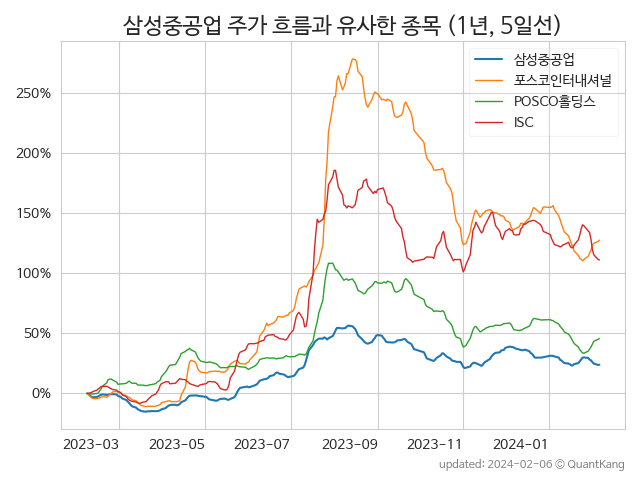 삼성중공업 주가 흐름과 유사한 종목 (1년, 5일선)
삼성중공업
포스코인터내셔널
POSCO홀딩스
ISC
250%
200%
150%
100%
50%
0%
2023-03 2023-05 2023-07 2023-09 2023-11 2024-01
updated: 2024-02-06 © QuantKang